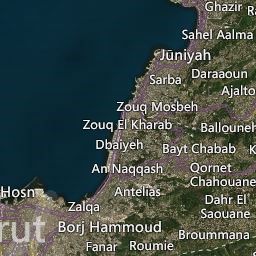 Ghazir
Sahel Aalma
Jūniyah
Daraaoun
Sarba
Ajalto
Zouq Mosbeh
Zouq El Kharab
Ballouneh
Dbaiyeh
Bayt Chabab
K
An Naqqash
Qornet
Chahouane
Hosn
Antelias
Zalqa
Dahr El
Saouane
rut
Borj Hammoud
Broummana
Fanar
Roumie